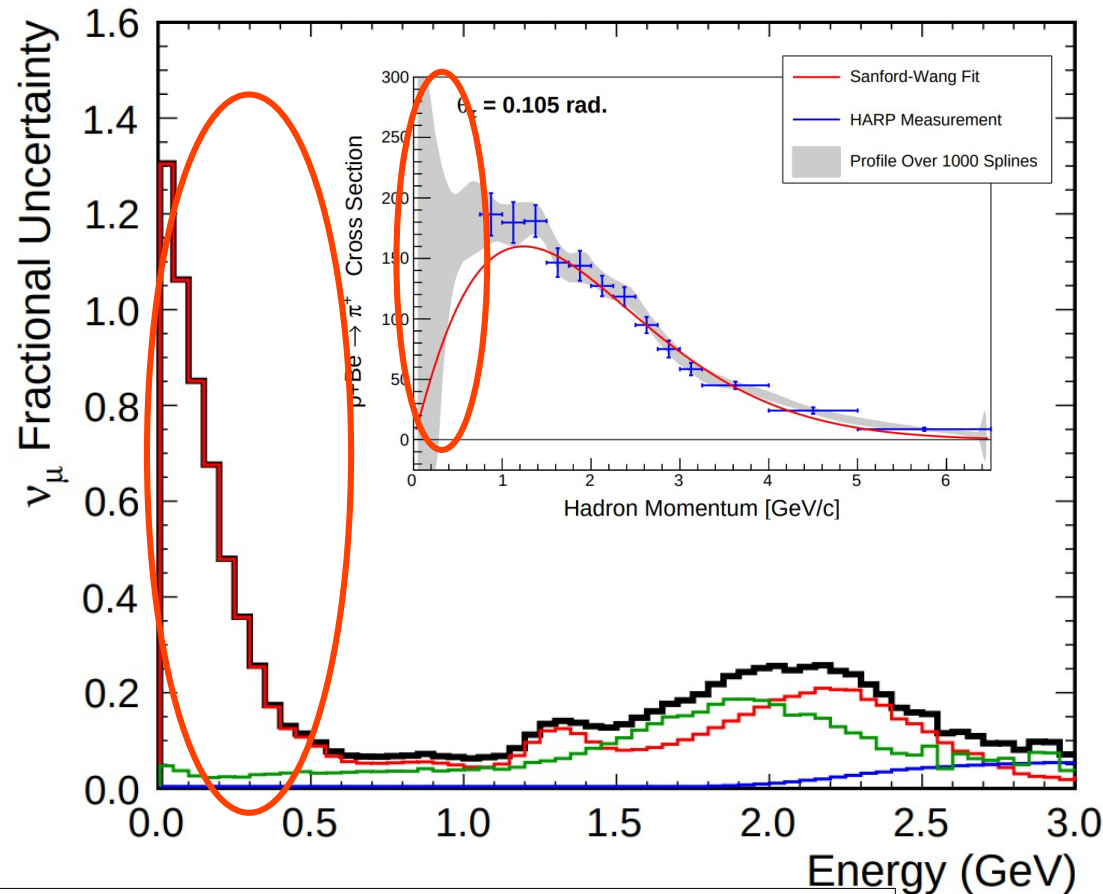 ν_μ Fractional Uncertainty
1.6
1.4
1.2
1.0
0.8
0.6
0.4
0.2
0.0
0.0 0.5 1.0 1.5 2.0 2.5 3.0
Energy (GeV)
p+Be → π⁺ Cross Section
300
250
200
150
100
50
0
= 0.105 rad.
0 1 2 3 4 5 6
Hadron Momentum [GeV/c]
Sanford-Wang Fit
HARP Measurement
Profile Over 1000 Splines